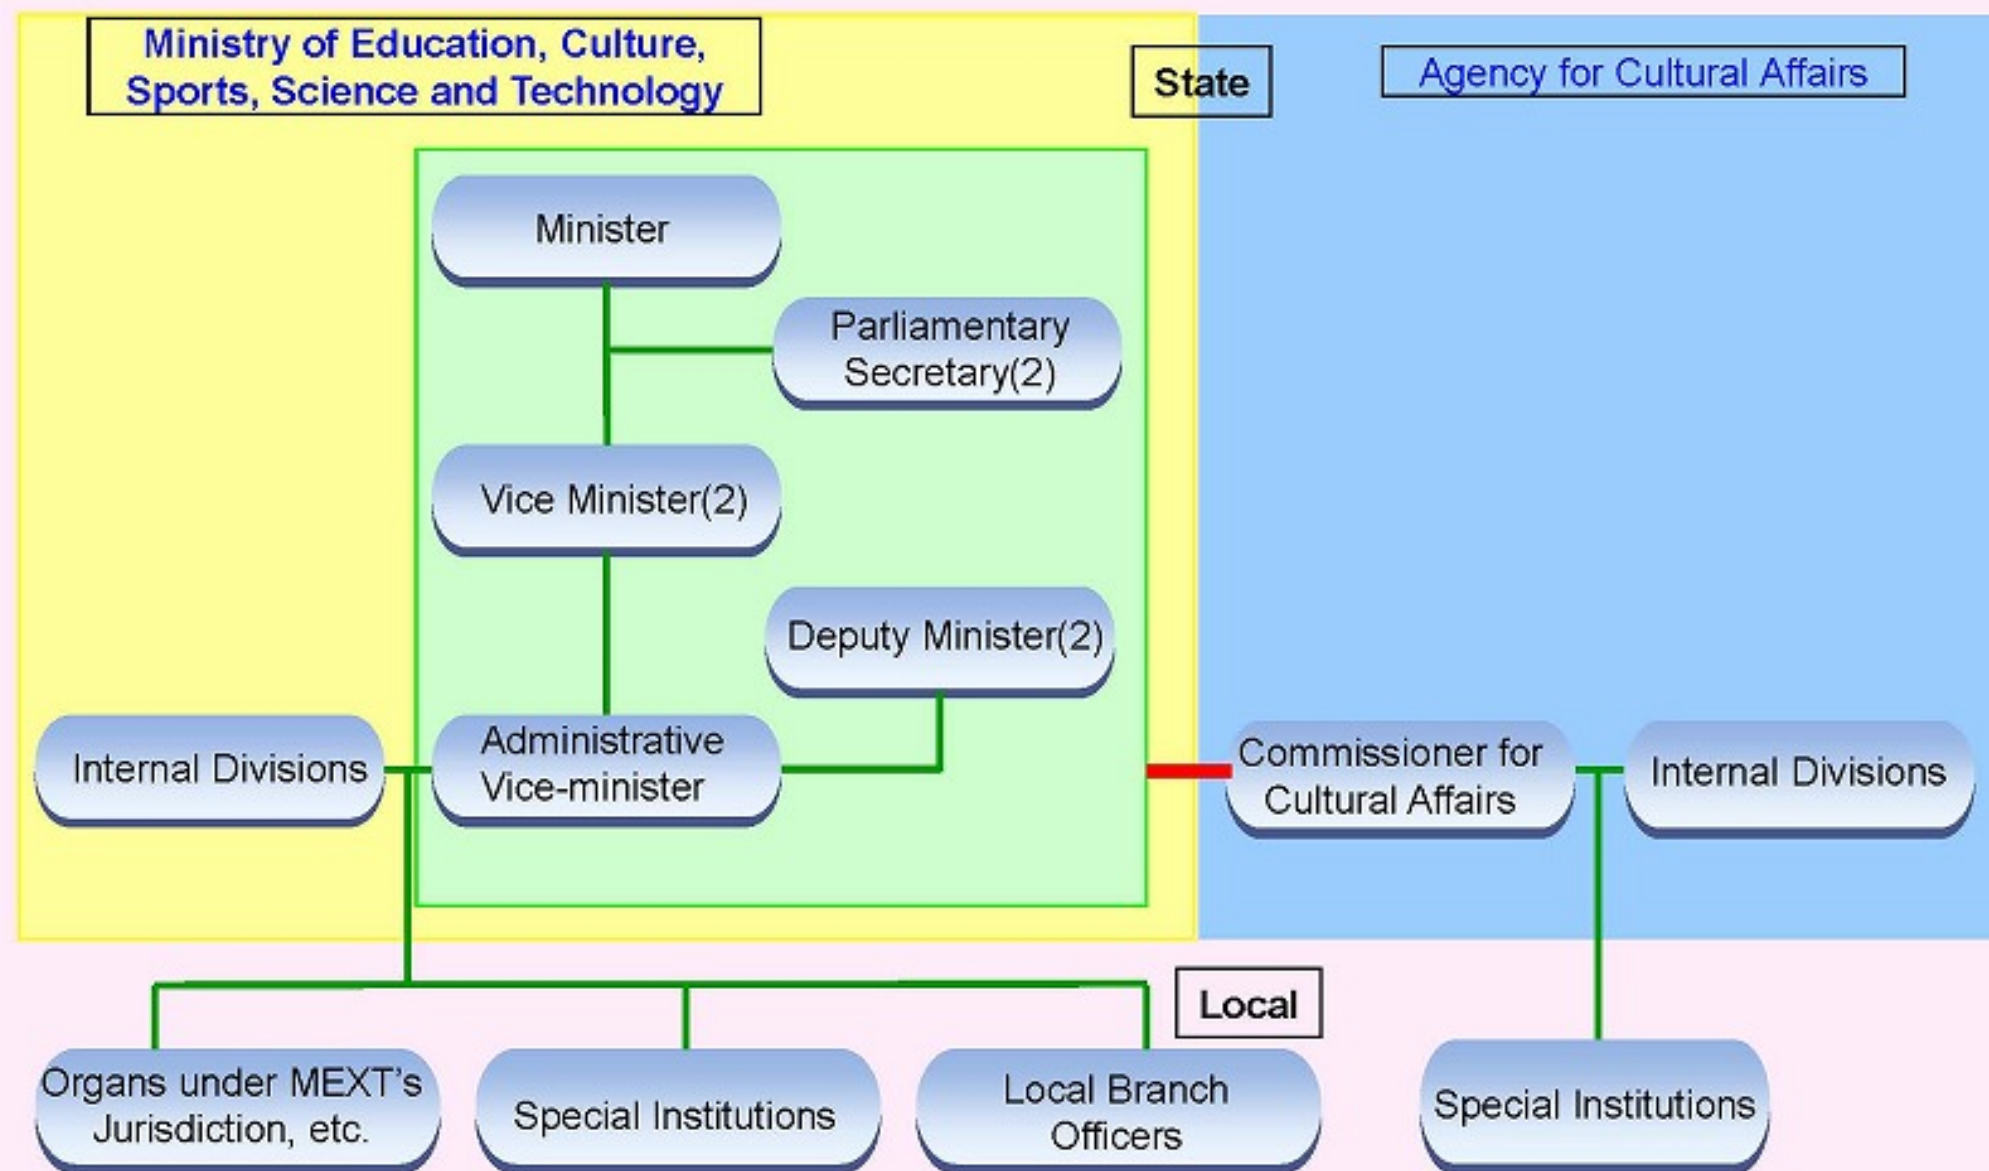 Ministry of Education, Culture,
Sports, Science and Technology
State
Agency for Cultural Affairs
Minister
Parliamentary
Secretary(2)
Vice Minister(2)
Deputy Minister(2)
Internal Divisions
Administrative
Vice-minister
Commissioner for
Cultural Affairs
Internal Divisions
Local
Organs under MEXT's
Jurisdiction, etc.
Special Institutions
Local Branch
Officers
Special Institutions